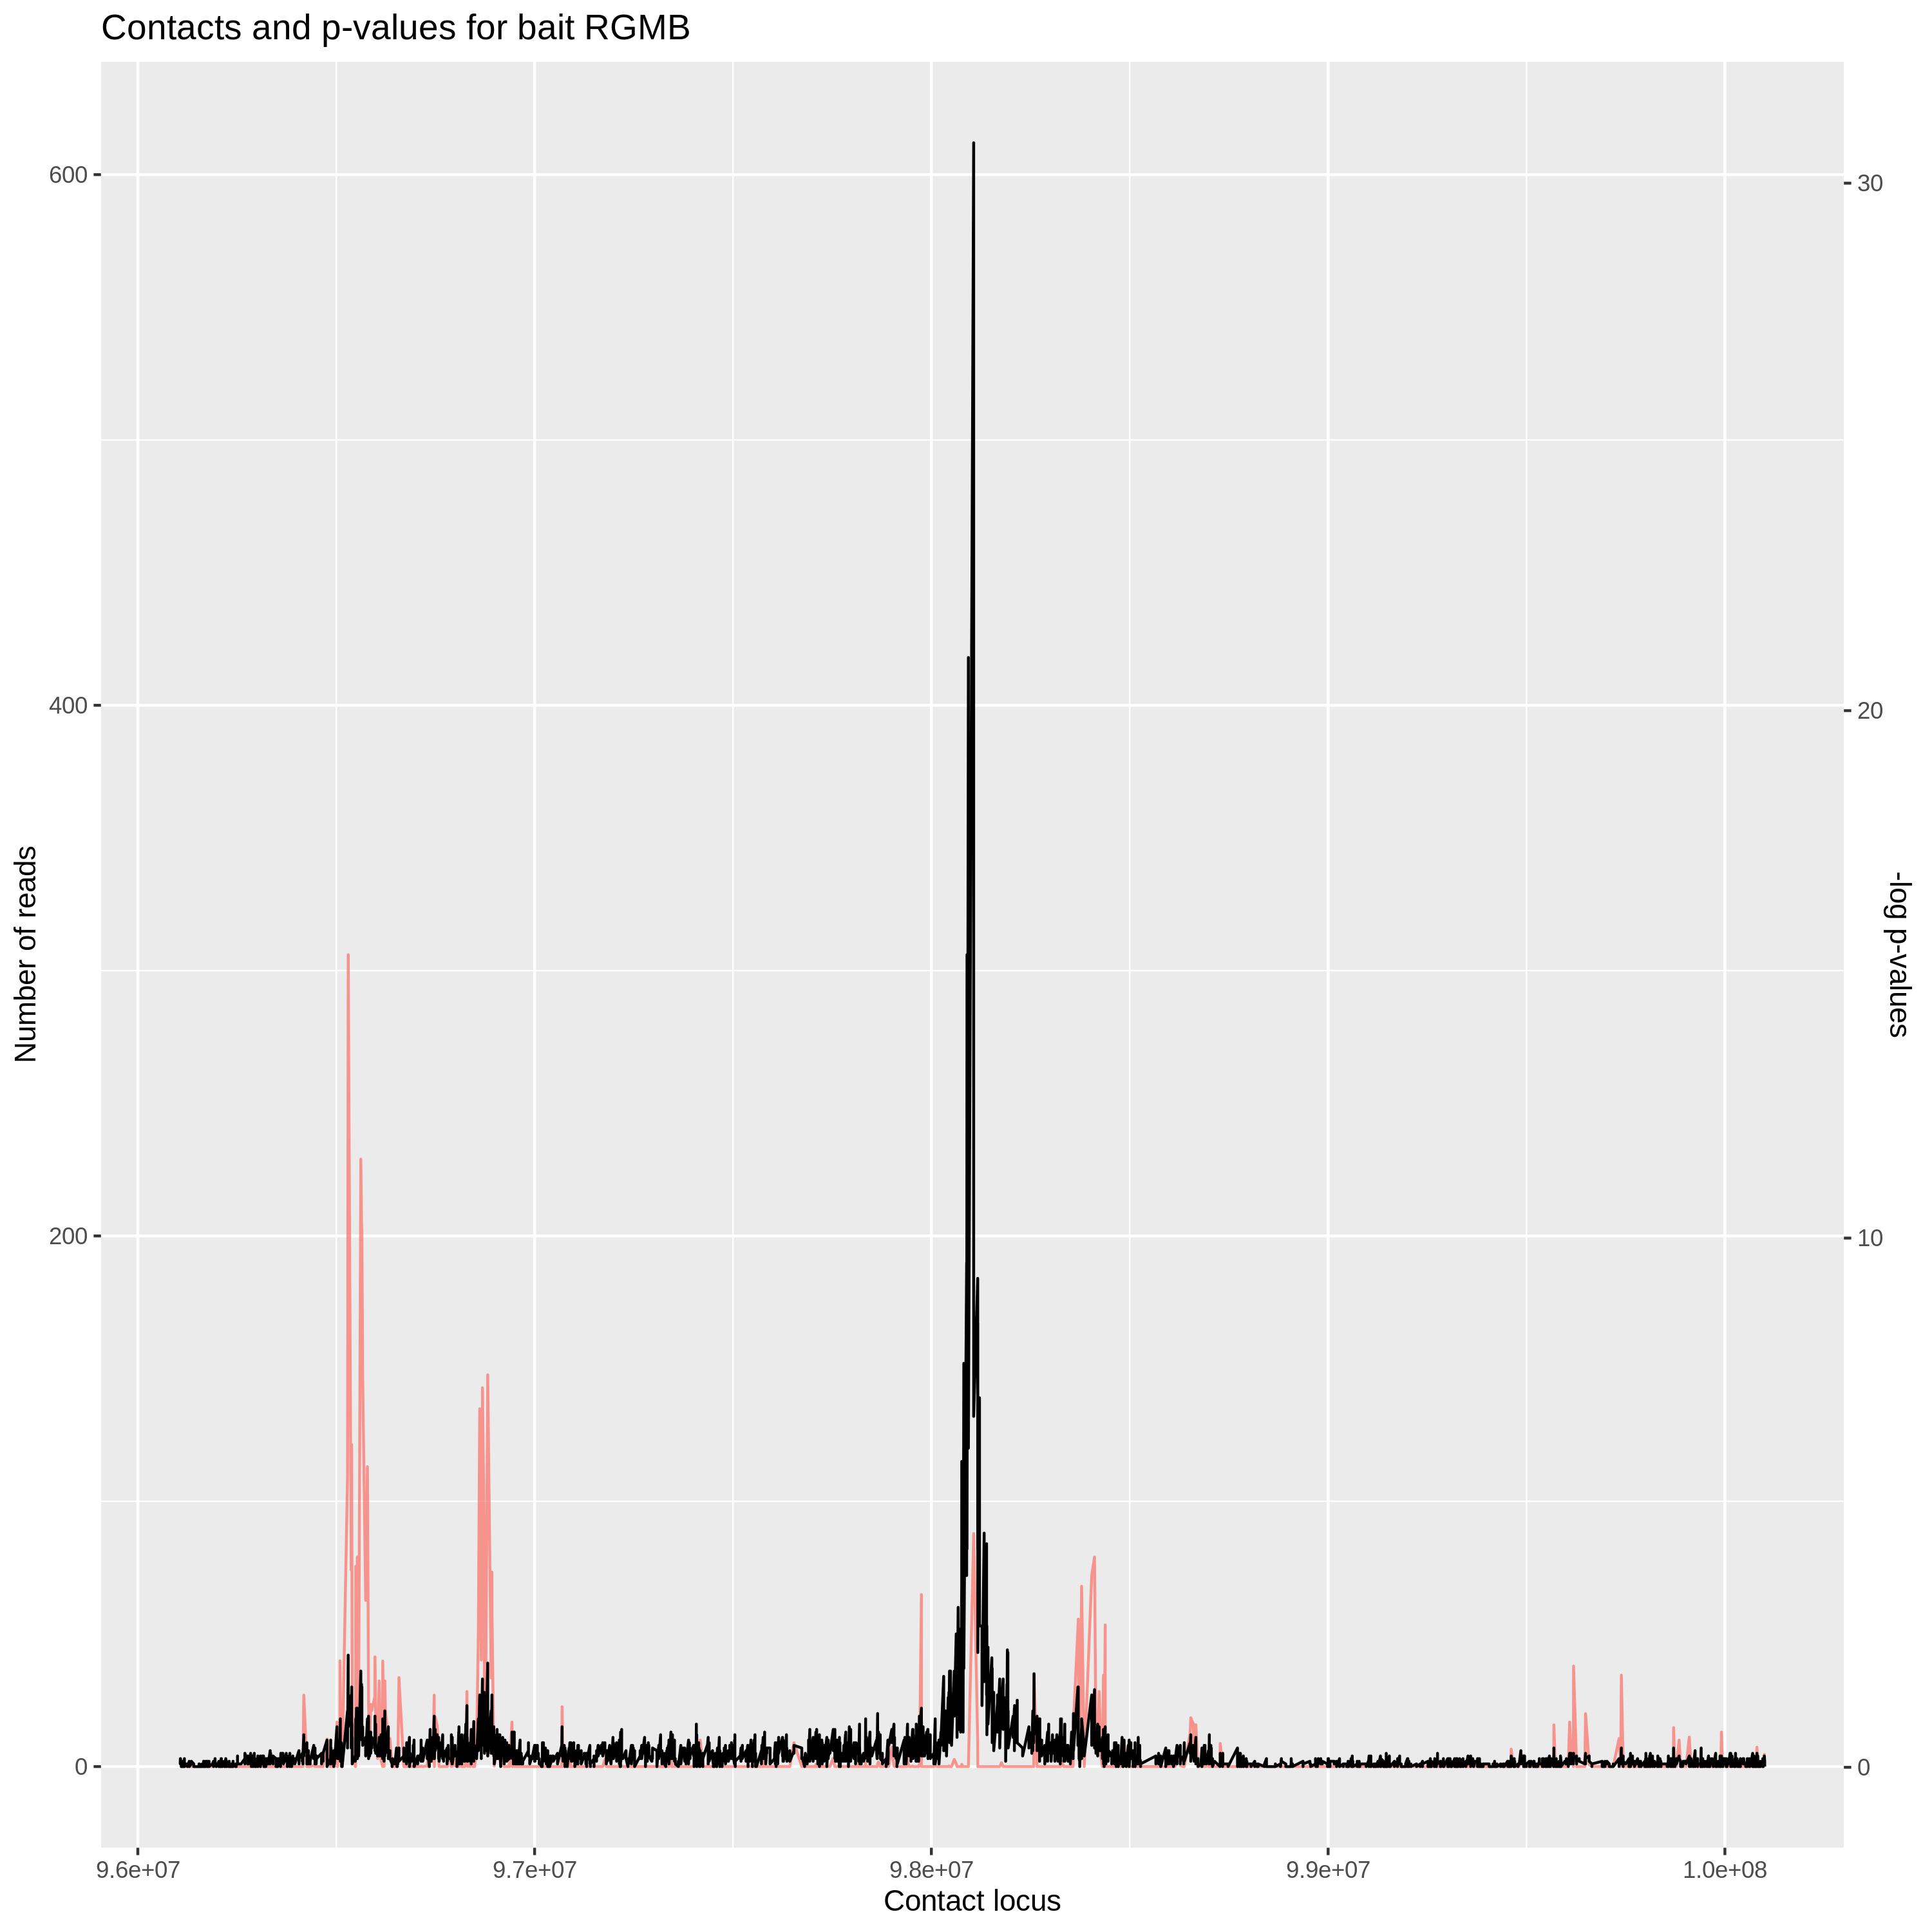 Contacts and p-values for bait RGMB
600
400
200
0
30
20
10
0
Number of reads
-log p-values
9.6e+07
9.7e+07
9.8e+07
9.9e+07
1.0e+08
Contact locus